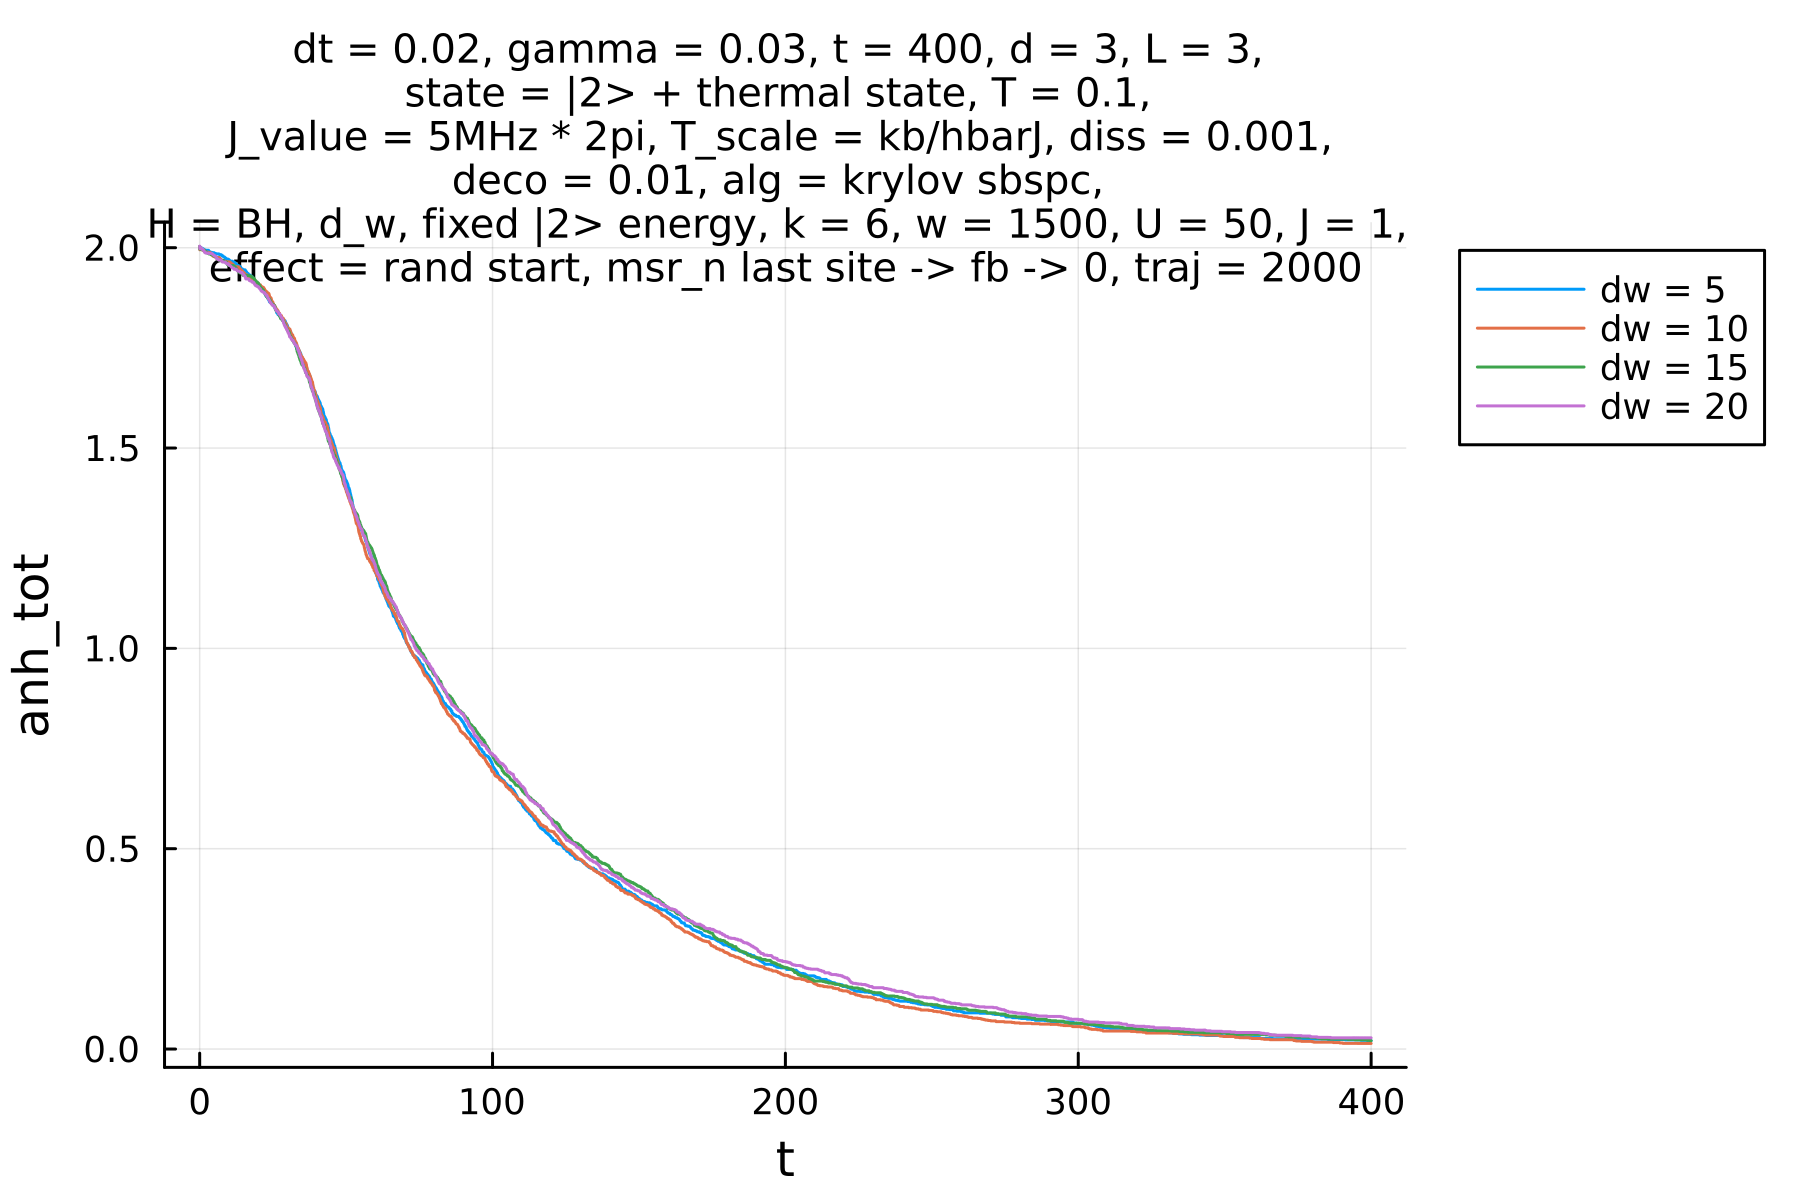 dt = 0.02, gamma = 0.03, t = 400, d = 3, L = 3,
state = |2> + thermal state, T = 0.1,
J_value = 5MHz * 2pi, T_scale = kb/hbarJ, diss = 0.001,
deco = 0.01, alg = krylov sbspc,
H = BH, d_w, fixed |2> energy, k = 6, w = 1500, U = 50, J = 1,
effect = rand start, msr_n last site -> fb -> 0, traj = 2000
dw = 5
dw = 10
dw = 15
dw = 20
anh_tot
2.0
1.5
1.0
0.5
0.0
0 100 200 300 400
t